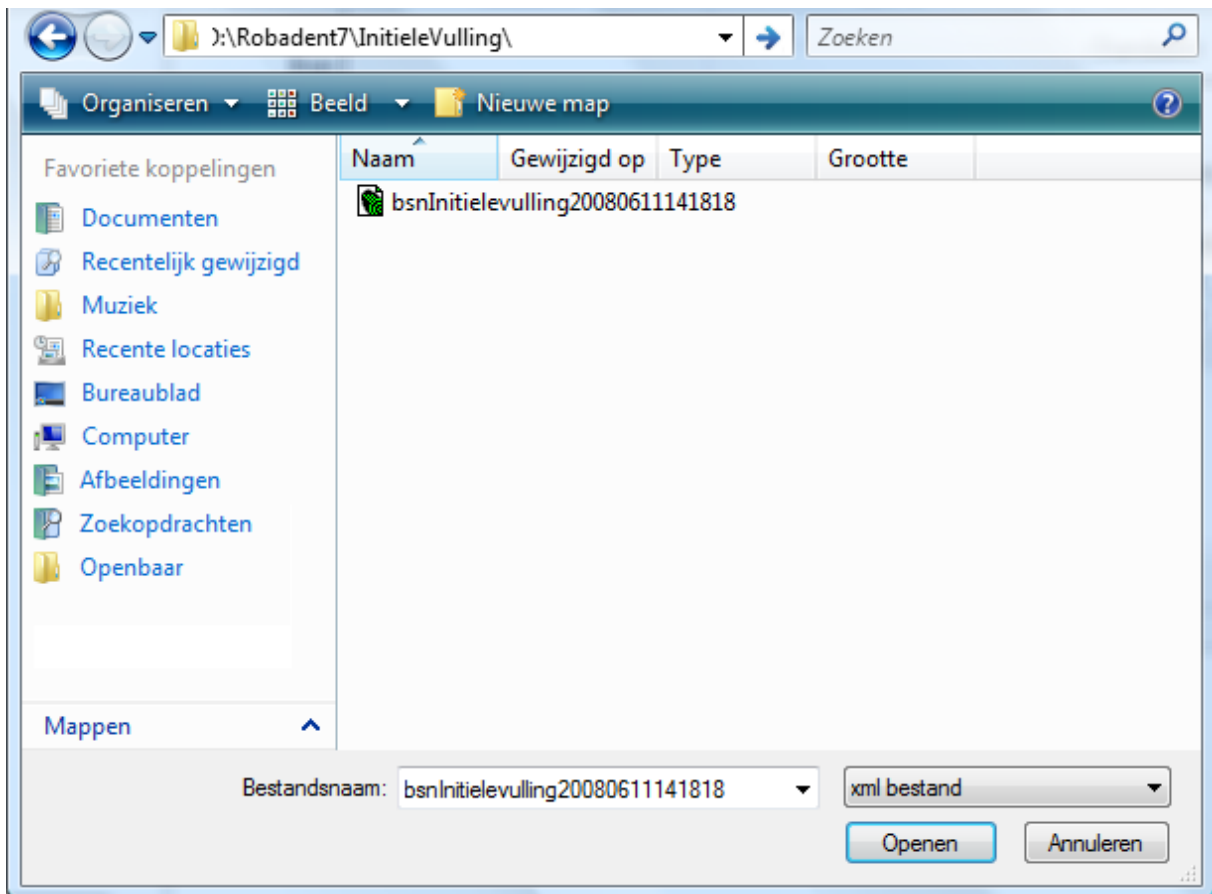 ):\Robadent7\InitieleVulling\ Zoeken
Organiseren Beeld Nieuwe map
Favoriete koppelingen
Documenten
Recentelijk gewijzigd
Muziek
Recente locaties
Bureaublad
Computer
Afbeeldingen
Zoekopdrachten
Openbaar
Mappen
Naam Gewijzigd op Type Grootte
bsnInitielevulling20080611141818
Bestandsnaam: bsnInitielevulling20080611141818 xml bestand
Openen Annuleren